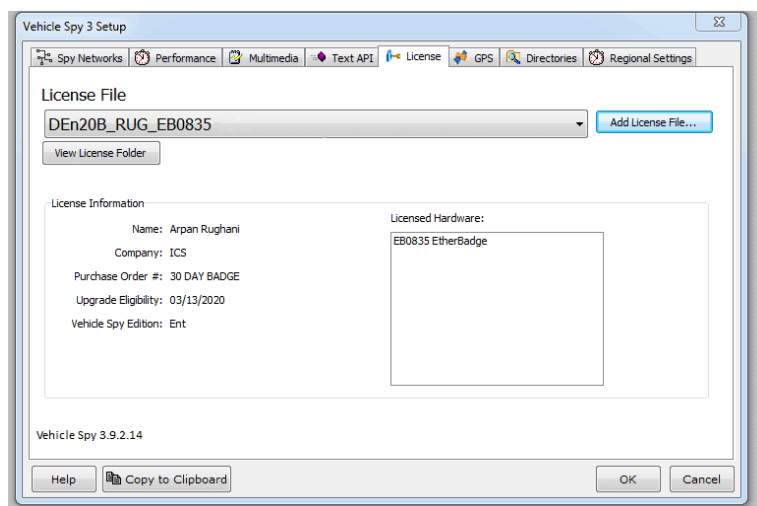 Vehicle Spy 3 Setup
Spy Networks Performance Multimedia Text API License GPS Directories Regional Settings
License File
DEn20B_RUG_EB0835 Add License File...
View License Folder
License Information
Licensed Hardware:
Name: Arpan Rughani
EB0835 EtherBadge
Company: ICS
Purchase Order #: 30 DAY BADGE
Upgrade Eligibility: 03/13/2020
Vehicle Spy Edition: Ent
Vehicle Spy 3.9.2.14
Help Copy to Clipboard OK Cancel